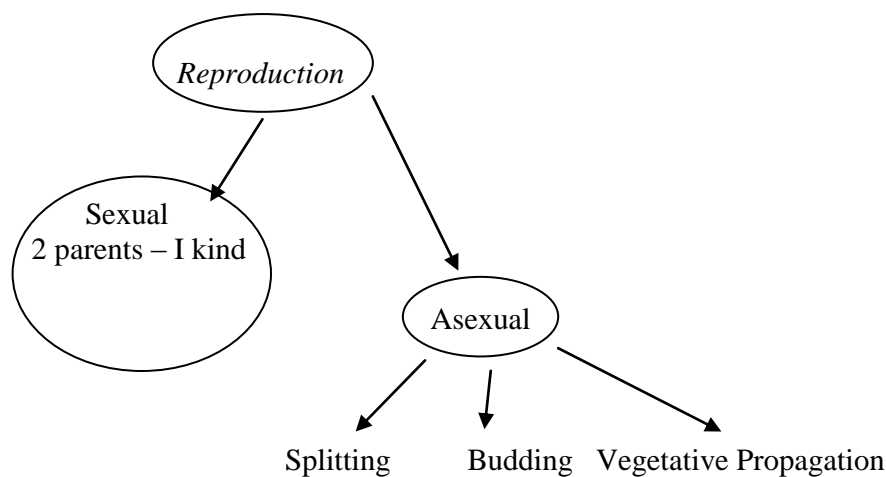 Reproduction
Sexual
2 parents – I kind
Asexual
Splitting
Budding
Vegetative Propagation